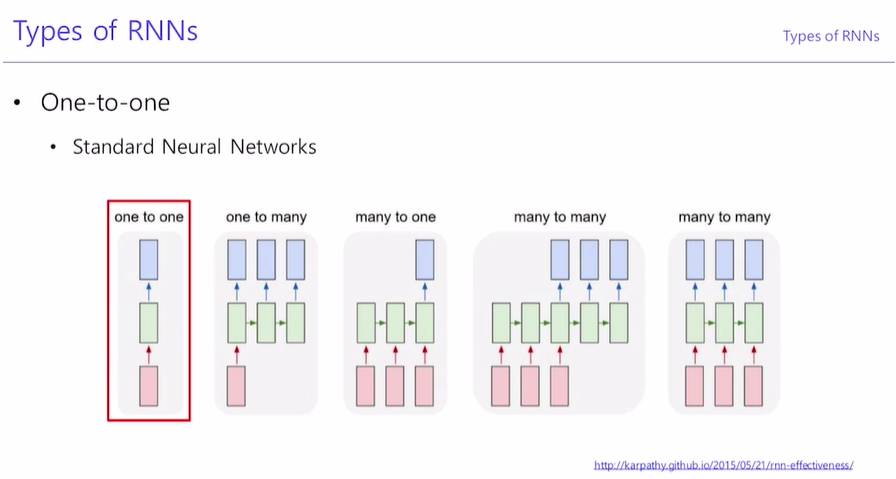 Types of RNNs
Types of RNNs
• One-to-one
• Standard Neural Networks
one to one
one to many
many to one
many to many
many to many
http://karpathy.github.io/2015/05/21/rnn-effectiveness/